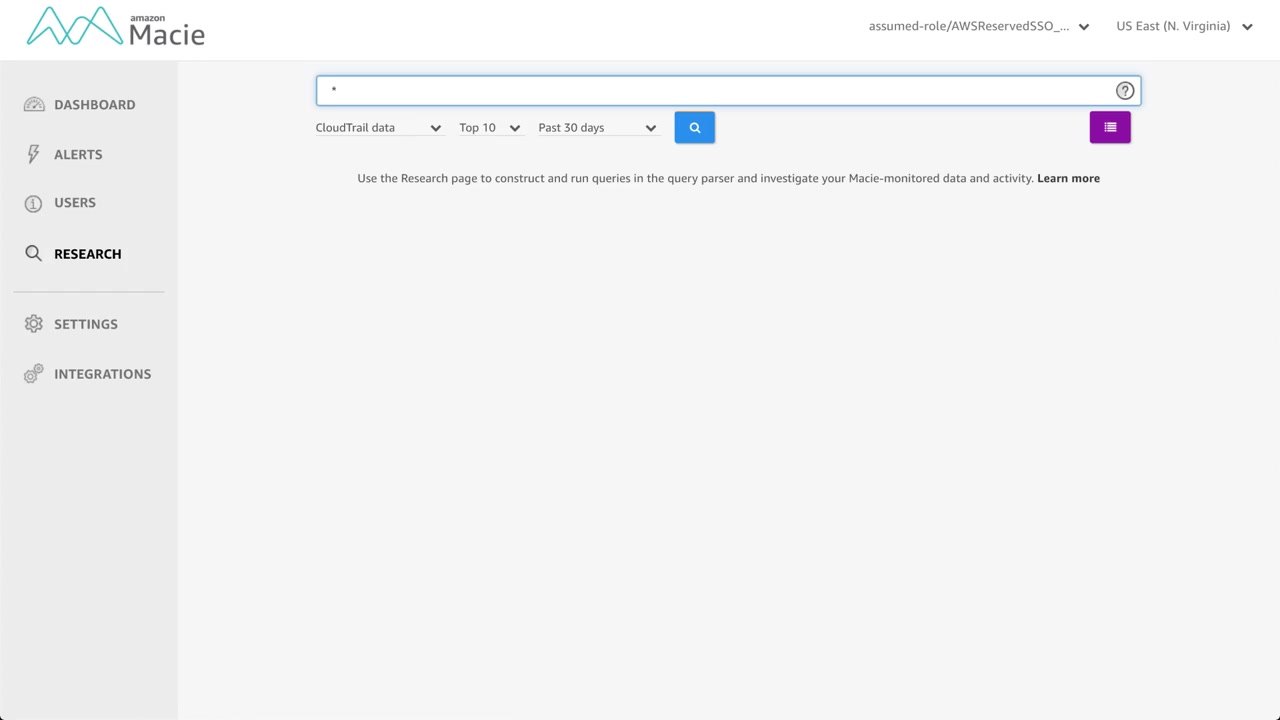 amazon
Macie
assumed-role/AWSReservedSSO_...
US East (N. Virginia)
DASHBOARD
ALERTS
USERS
RESEARCH
SETTINGS
INTEGRATIONS
*
?
CloudTrail data
Top 10
Past 30 days
Use the Research page to construct and run queries in the query parser and investigate your Macie-monitored data and activity. Learn more